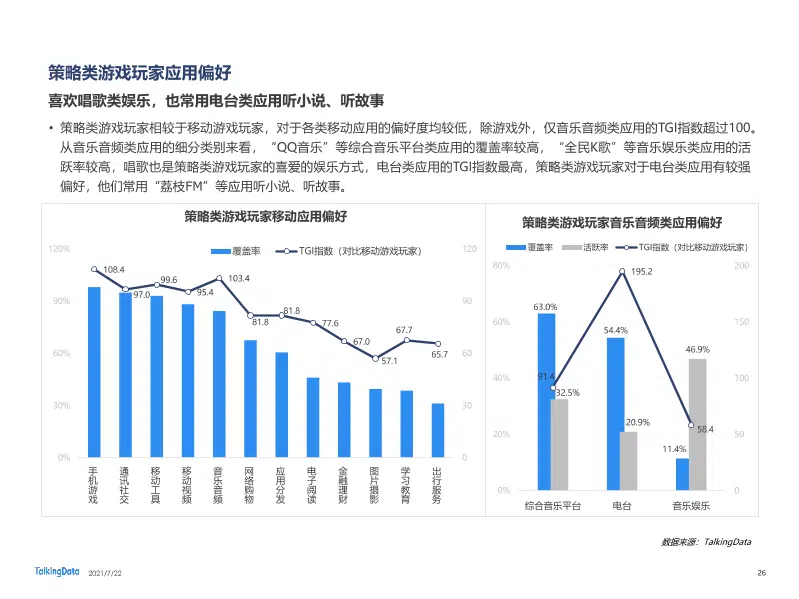 策略类游戏玩家应用偏好
喜欢唱歌类娱乐，也常用电台类应用听小说、听故事
• 策略类游戏玩家相较于移动游戏玩家，对于各类移动应用的偏好度均较低，除游戏外，仅音乐音频类应用的TGI指数超过100。
从音乐音频类应用的细分类别来看，“QQ音乐”等综合音乐平台类应用的覆盖率较高，“全民K歌”等音乐娱乐类应用的活
跃率较高，唱歌也是策略类游戏玩家的喜爱的娱乐方式，电台类应用的TGI指数最高，策略类游戏玩家对于电台类应用有较强
偏好，他们常用“荔枝FM”等应用听小说、听故事。
策略类游戏玩家移动应用偏好
覆盖率 TGI指数（对比移动游戏玩家）
120%
90%
60%
30%
0%
120
90
60
30
0
108.4
97.0
99.6
95.4
103.4
81.8
81.8
77.6
67.0
57.1
67.7
65.7
手机游戏
通讯社交
移动工具
移动视频
音乐音频
网络购物
应用分发
电子阅读
金融理财
图片摄影
学习教育
出行服务
策略类游戏玩家音乐音频类应用偏好
覆盖率 活跃率 TGI指数（对比移动游戏玩家）
80%
60%
40%
20%
0%
200
150
100
50
0
63.0%
91.4
32.5%
195.2
54.4%
20.9%
46.9%
11.4%
58.4
综合音乐平台 电台 音乐娱乐
数据来源：TalkingData
TalkingData 2021/7/22 26